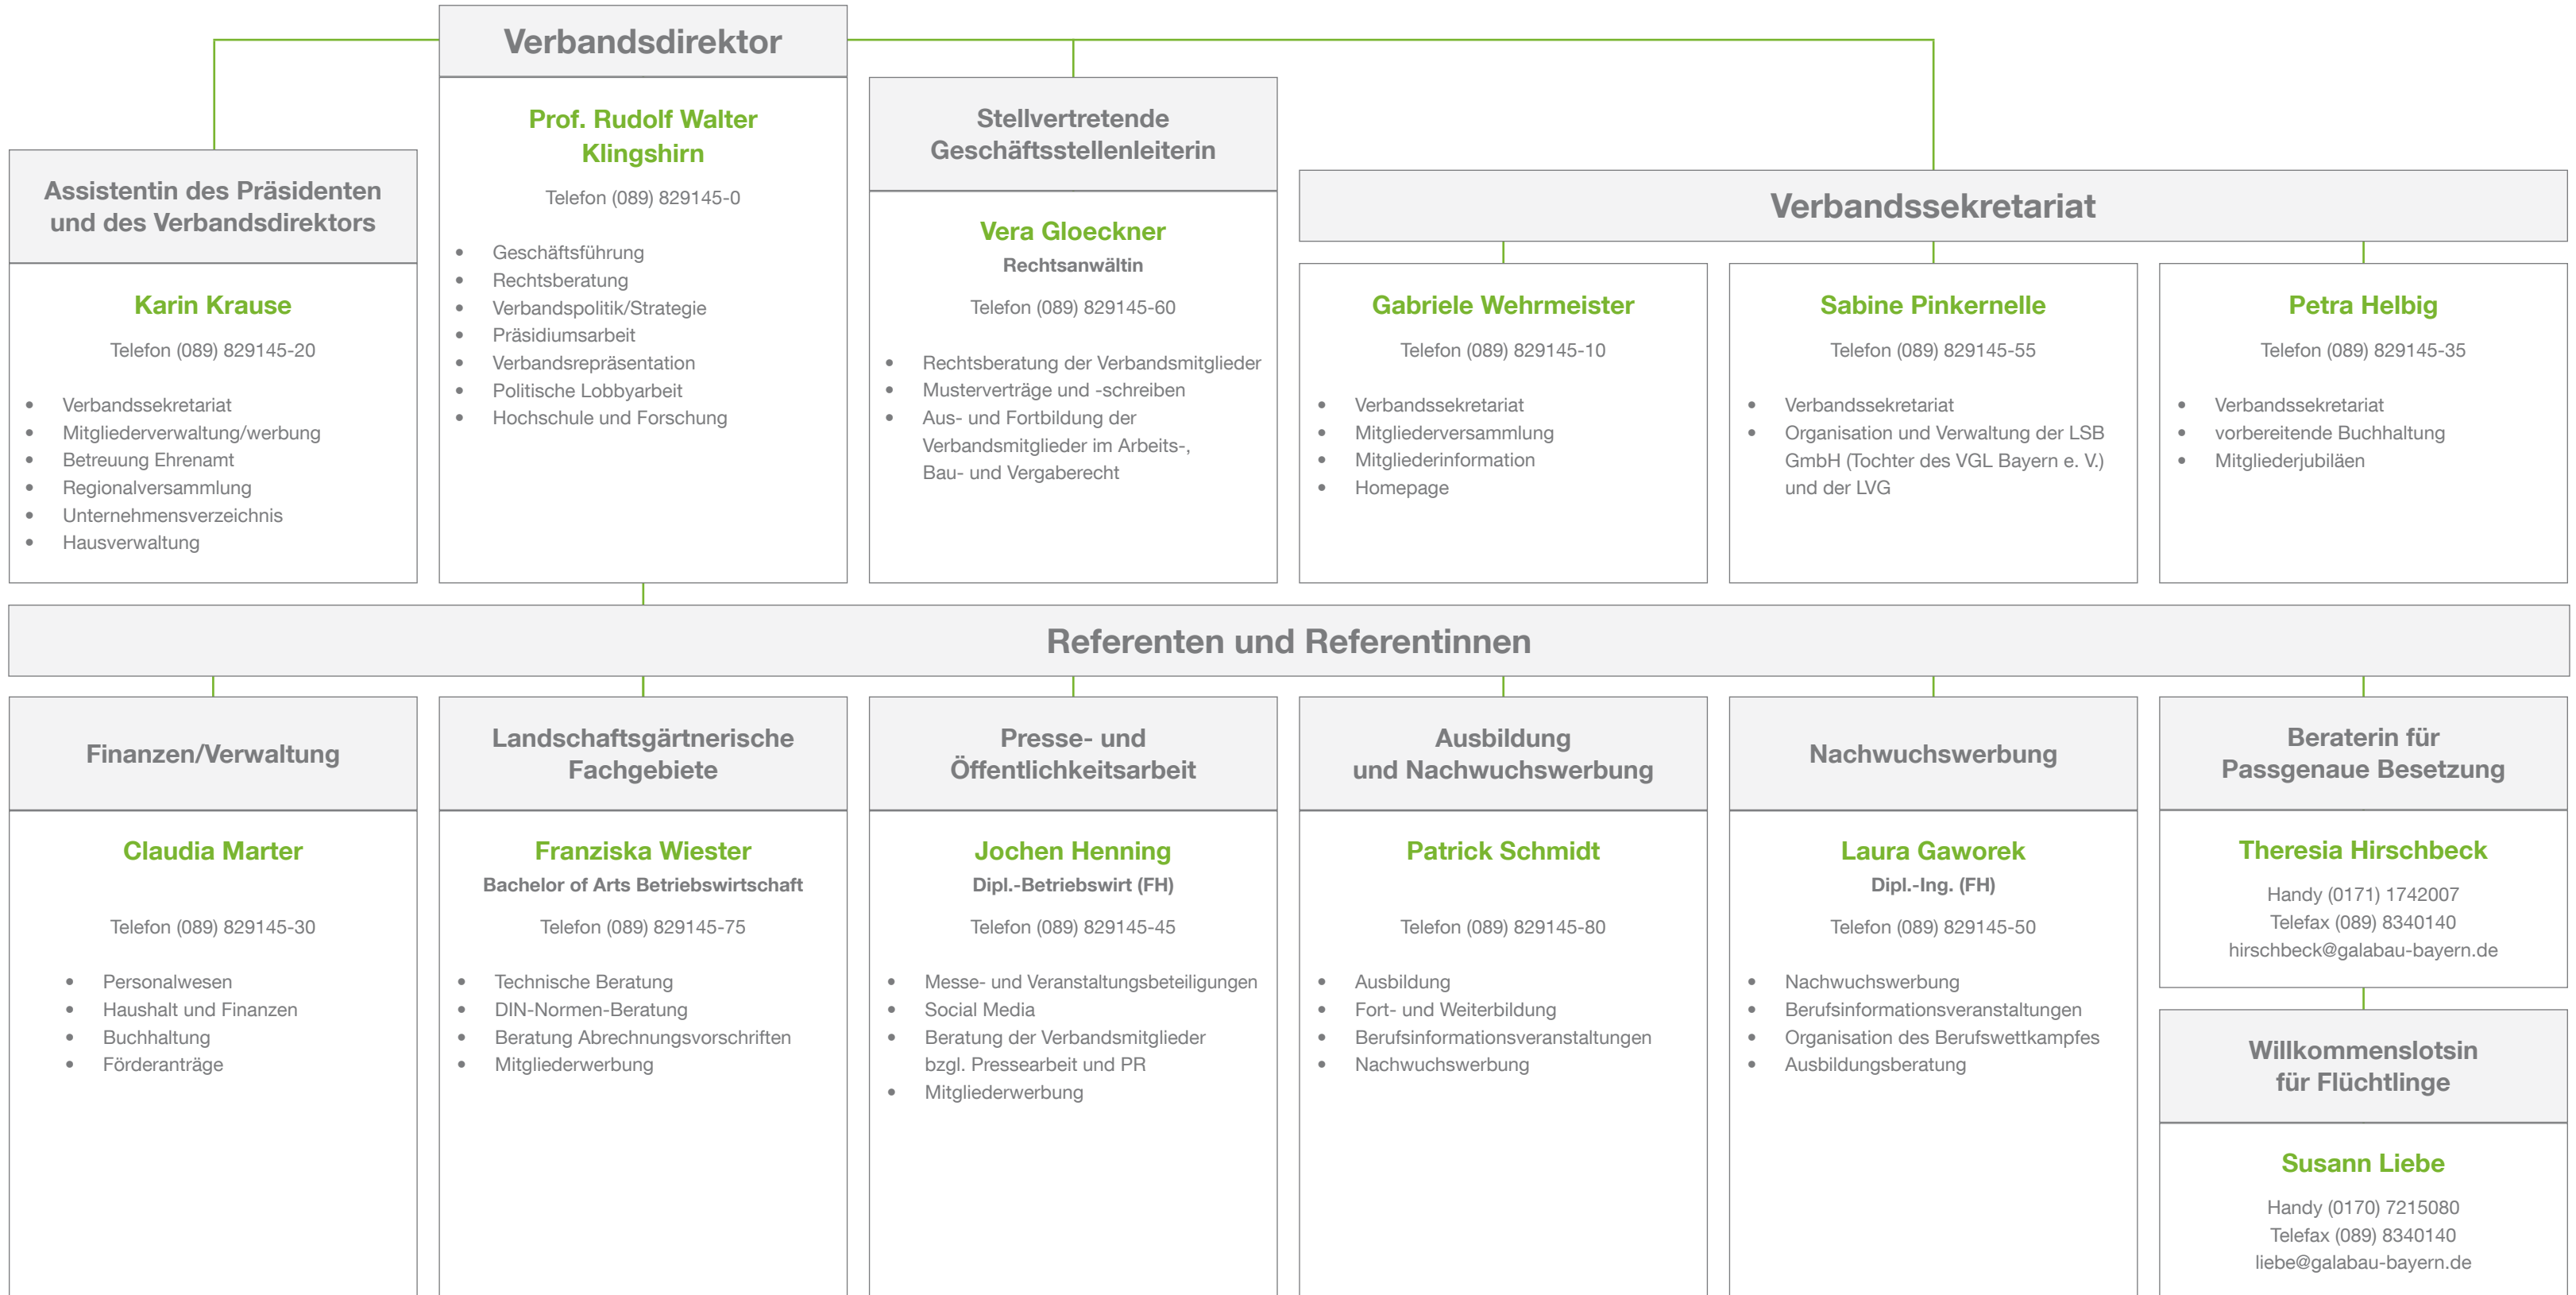 Verbandsdirektor
Prof. Rudolf Walter
Klingshirn
Telefon (089) 829145-0
• Geschäftsführung
• Rechtsberatung
• Verbandspolitik/Strategie
• Präsidiumsarbeit
• Verbandsrepräsentation
• Politische Lobbyarbeit
• Hochschule und Forschung
Assistentin des Präsidenten
und des Verbandsdirektors
Karin Krause
Telefon (089) 829145-20
• Verbandssekretariat
• Mitgliederverwaltung/werbung
• Betreuung Ehrenamt
• Regionalversammlung
• Unternehmensverzeichnis
• Hausverwaltung
Stellvertretende
Geschäftsstellenleiterin
Vera Gloeckner
Rechtsanwältin
Telefon (089) 829145-60
• Rechtsberatung der Verbandsmitglieder
• Musterverträge und -schreiben
• Aus- und Fortbildung der
Verbandsmitglieder im Arbeits-,
Bau- und Vergaberecht
Verbandssekretariat
Gabriele Wehrmeister
Telefon (089) 829145-10
• Verbandssekretariat
• Mitgliederversammlung
• Mitgliederinformation
• Homepage
Sabine Pinkernelle
Telefon (089) 829145-55
• Verbandssekretariat
• Organisation und Verwaltung der LSB
GmbH (Tochter des VGL Bayern e. V.)
und der LVG
Petra Helbig
Telefon (089) 829145-35
• Verbandssekretariat
• vorbereitende Buchhaltung
• Mitgliederjubiläen
Referenten und Referentinnen
Finanzen/Verwaltung
Claudia Marter
Telefon (089) 829145-30
• Personalwesen
• Haushalt und Finanzen
• Buchhaltung
• Förderanträge
Landschaftsgärtnerische
Fachgebiete
Franziska Wiester
Bachelor of Arts Betriebswirtschaft
Telefon (089) 829145-75
• Technische Beratung
• DIN-Normen-Beratung
• Beratung Abrechnungsvorschriften
• Mitgliederwerbung
Presse- und
Öffentlichkeitsarbeit
Jochen Henning
Dipl.-Betriebswirt (FH)
Telefon (089) 829145-45
• Messe- und Veranstaltungsbeteiligungen
• Social Media
• Beratung der Verbandsmitglieder
bzgl. Pressearbeit und PR
• Mitgliederwerbung
Ausbildung
und Nachwuchswerbung
Patrick Schmidt
Telefon (089) 829145-80
• Ausbildung
• Fort- und Weiterbildung
• Berufsinformationsveranstaltungen
• Nachwuchswerbung
Nachwuchswerbung
Laura Gaworek
Dipl.-Ing. (FH)
Telefon (089) 829145-50
• Nachwuchswerbung
• Berufsinformationsveranstaltungen
• Organisation des Berufswettkampfes
• Ausbildungsberatung
Beraterin für
Passgenaue Besetzung
Theresia Hirschbeck
Handy (0171) 1742007
Telefax (089) 8340140
hirschbeck@galabau-bayern.de
Willkommenslotsin
für Flüchtlinge
Susann Liebe
Handy (0170) 7215080
Telefax (089) 8340140
liebe@galabau-bayern.de